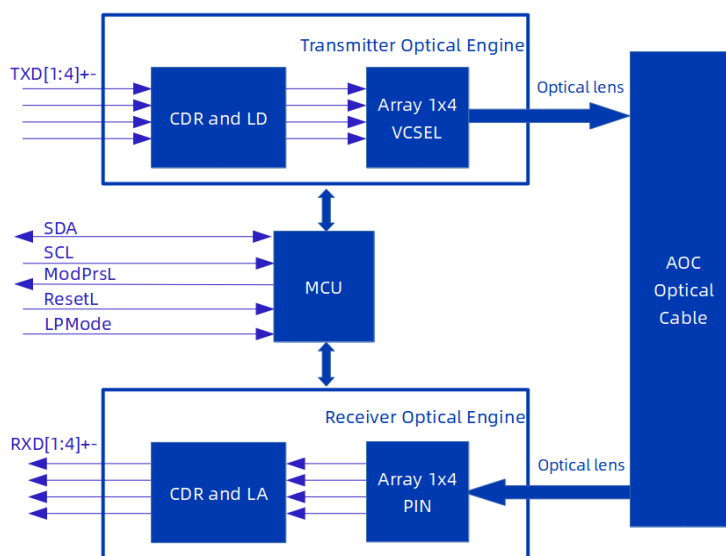 Transmitter Optical Engine
TXD[1:4]+-
CDR and LD
Array 1x4
VCSEL
Optical lens
SDA
SCL
ModPrsL
ResetL
LPMode
MCU
AOC
Optical
Cable
Receiver Optical Engine
RXD[1:4]+-
CDR and LA
Array 1x4
PIN
Optical lens